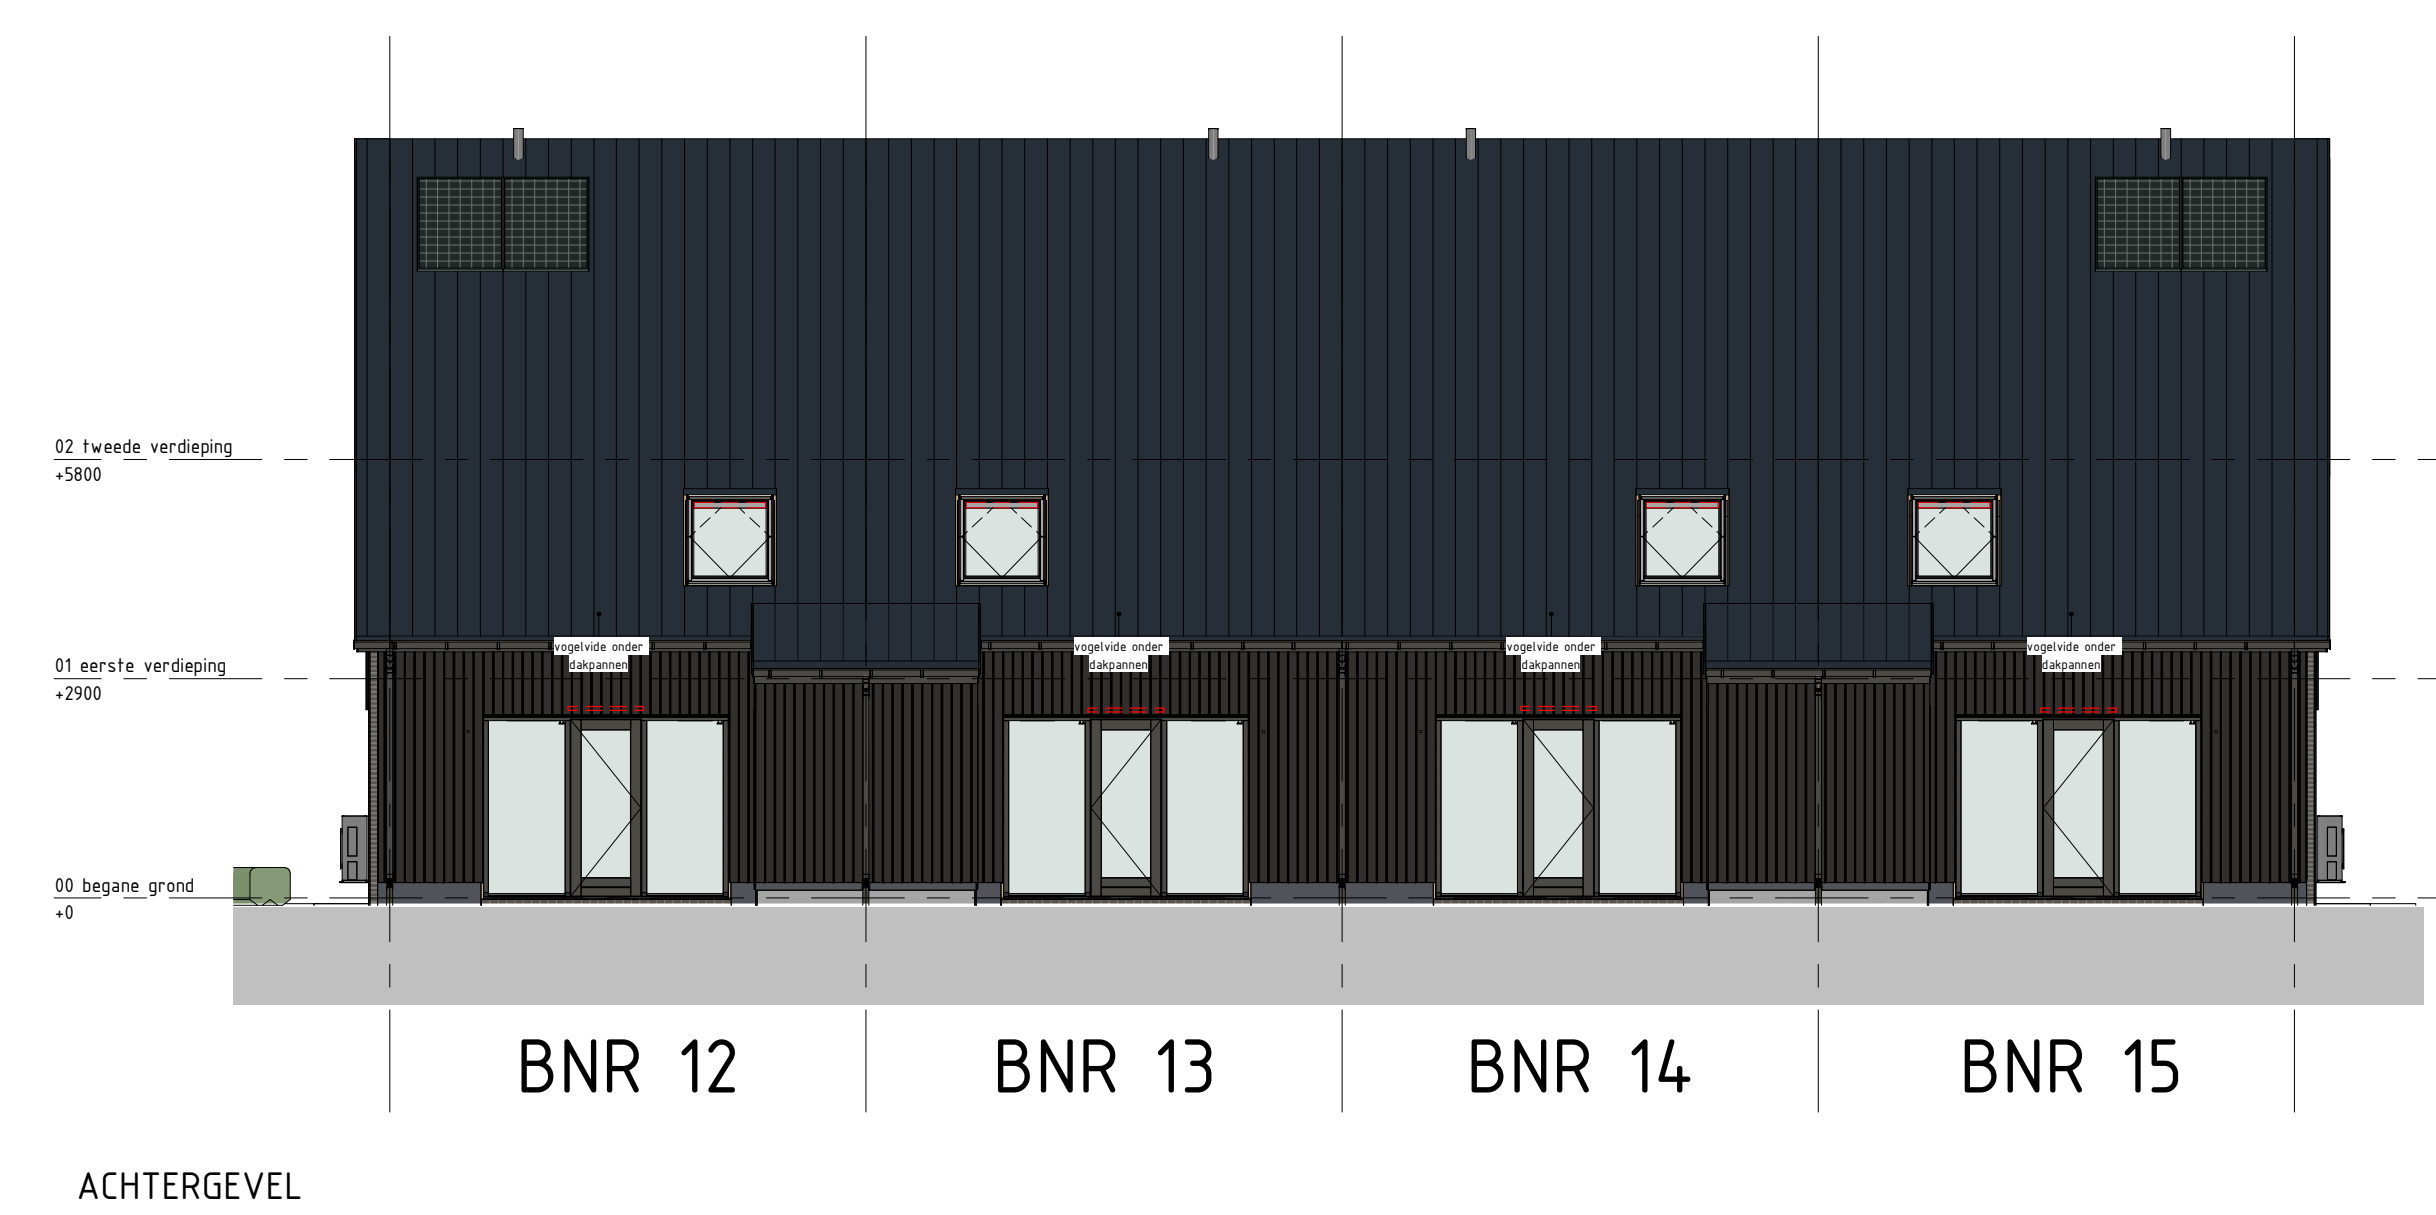 02 tweede verdieping
+5800
vogelvide onder
dakpannen
vogelvide onder
dakpannen
vogelvide onder
dakpannen
vogelvide onder
dakpannen
01 eerste verdieping
+2900
00 begane grond
+0
BNR 12
BNR 13
BNR 14
BNR 15
ACHTERGEVEL